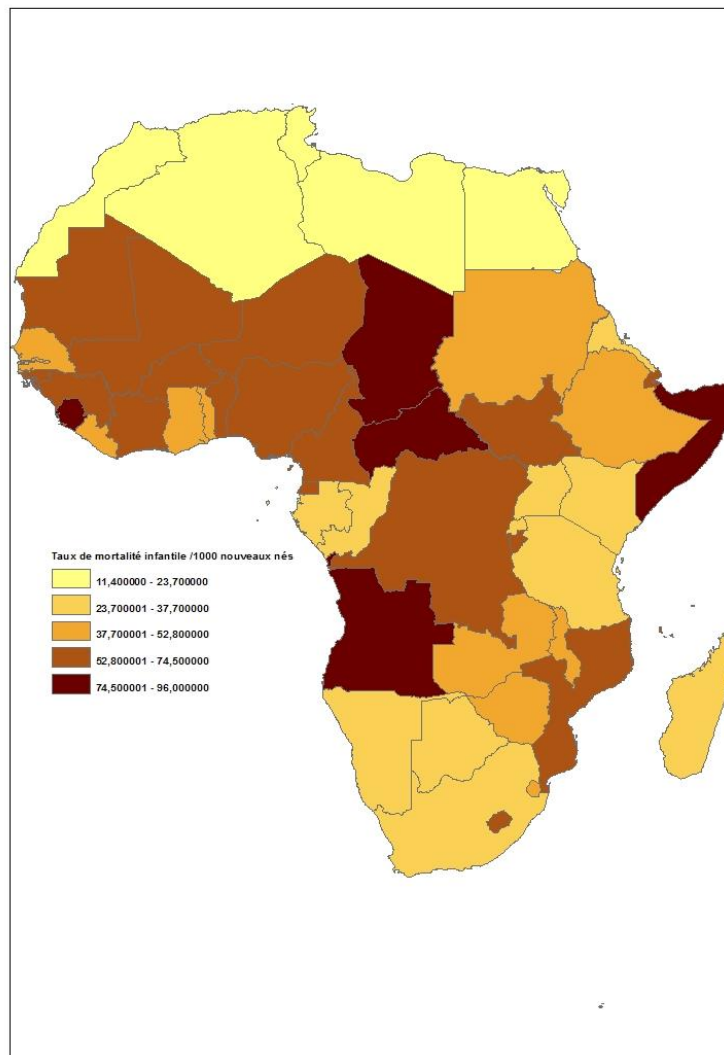 Taux de mortalité infantile /1000 nouveaux nés
11,400000 - 23,700000
23,700001 - 37,700000
37,700001 - 52,800000
52,800001 - 74,500000
74,500001 - 96,000000